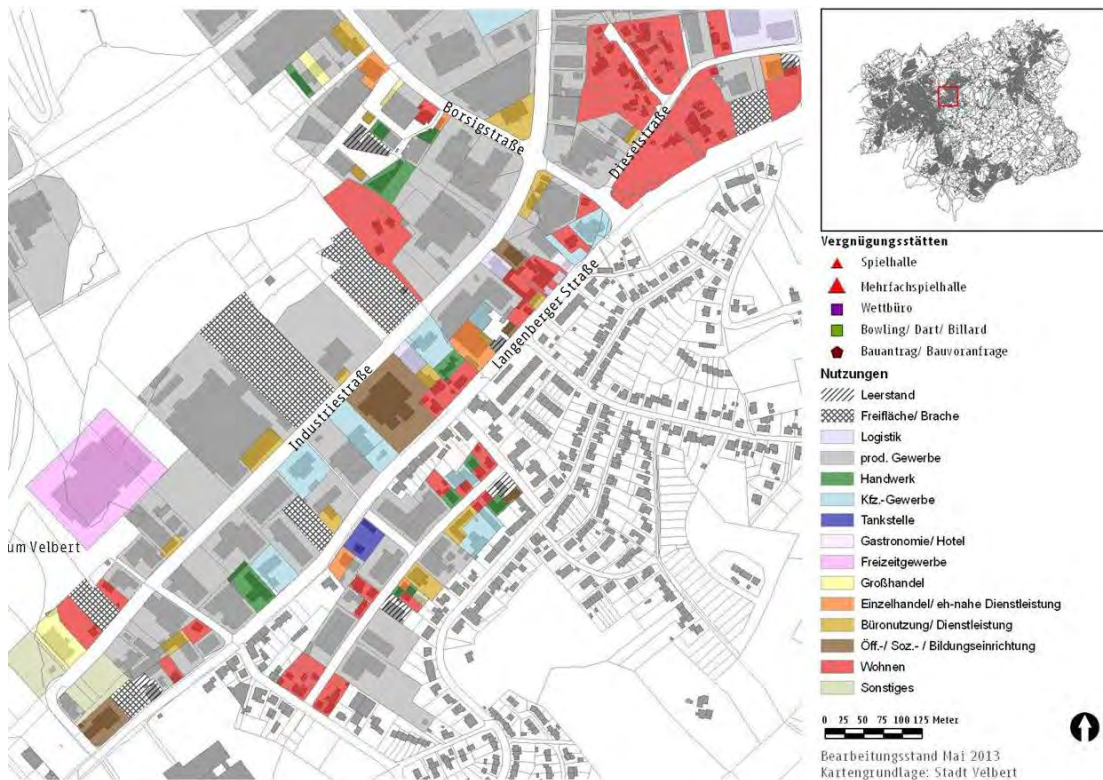 Borsigstraße
Dieselstraße
Langenberger Straße
Industriestraße
um Velbert
Vergnügungsstätten
Spielhalle
Mehrfachspielhalle
Wettbüro
Bowling/ Dart/ Billard
Bauantrag/ Bauvoranfrage
Nutzungen
Leerstand
Freifläche/ Brache
Logistik
prod. Gewerbe
Handwerk
Kfz.-Gewerbe
Tankstelle
Gastronomie/ Hotel
Freizeitgewerbe
Großhandel
Einzelhandel/ eh-nahe Dienstleistung
Büronutzung/ Dienstleistung
Öff.-/ Soz.- / Bildungseinrichtung
Wohnen
Sonstiges
0 25 50 75 100 125 Meter
Bearbeitungsstand Mai 2013
Kartengrundlage: Stadt Velbert